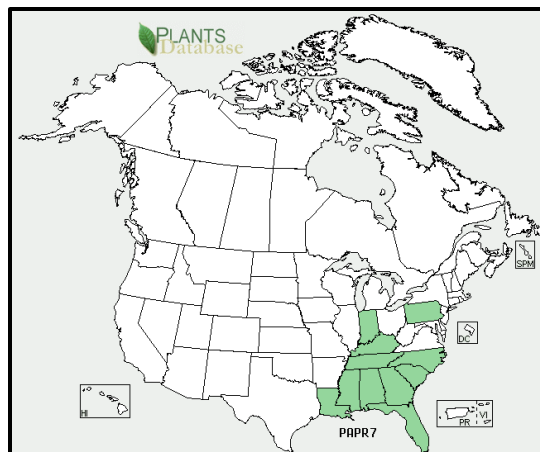 PLANTS
Database
SPM
DC
HI
PR
VI
PAPR7